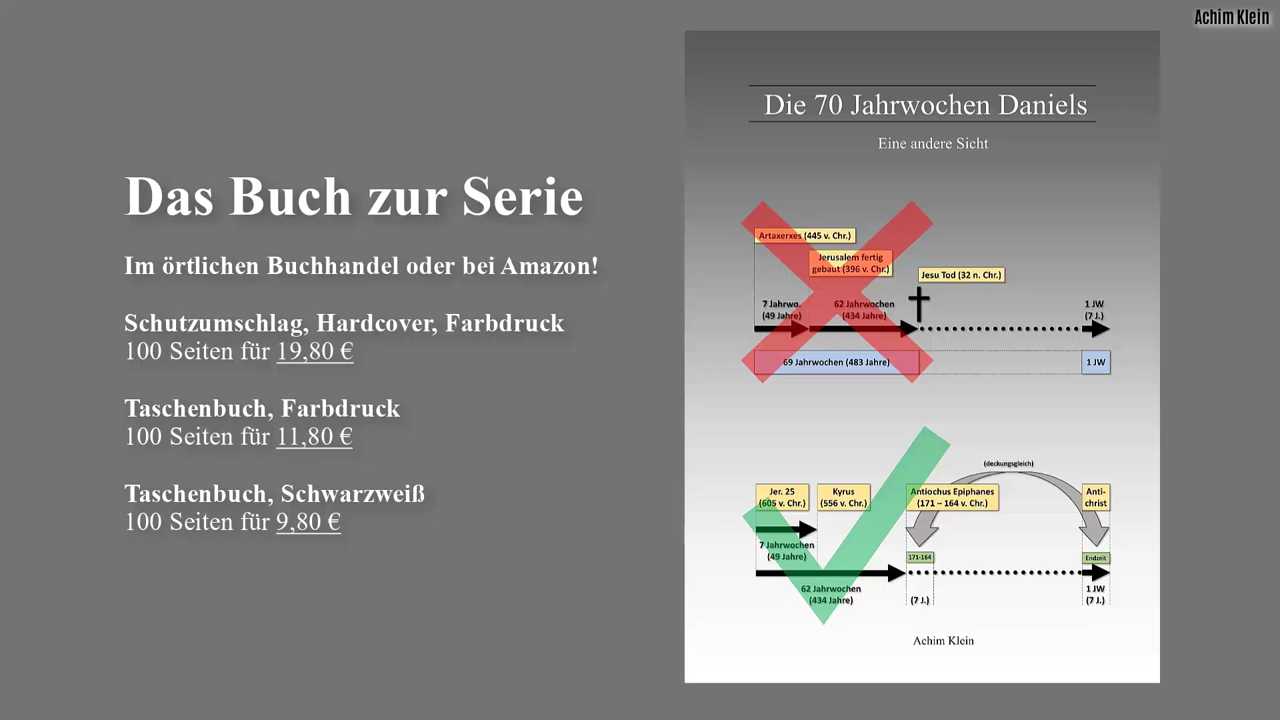 Achim Klein
Das Buch zur Serie
Im örtlichen Buchhandel oder bei Amazon!
Schutzumschlag, Hardcover, Farbdruck
100 Seiten für 19,80 €
Taschenbuch, Farbdruck
100 Seiten für 11,80 €
Taschenbuch, Schwarzweiß
100 Seiten für 9,80 €
Die 70 Jahrwochen Daniels
Eine andere Sicht
Artaxerxes (445 v. Chr.)
Jerusalem fertig
gebaut (396 v. Chr.)
Jesu Tod (32 n. Chr.)
7 Jahrwo.
(49 Jahre)
62 Jahrwochen
(434 Jahre)
1 JW
(7 J.)
69 Jahrwochen (483 Jahre)
1 JW
(deckungsgleich)
Jer. 25
(605 v. Chr.)
Kyrus
(556 v. Chr.)
Antiochus Epiphanes
(171 – 164 v. Chr.)
Anti-
christ
7 Jahrwochen
(49 Jahre)
171-164
Endzeit
62 Jahrwochen
(434 Jahre)
(7 J.)
1 JW
(7 J.)
Achim Klein